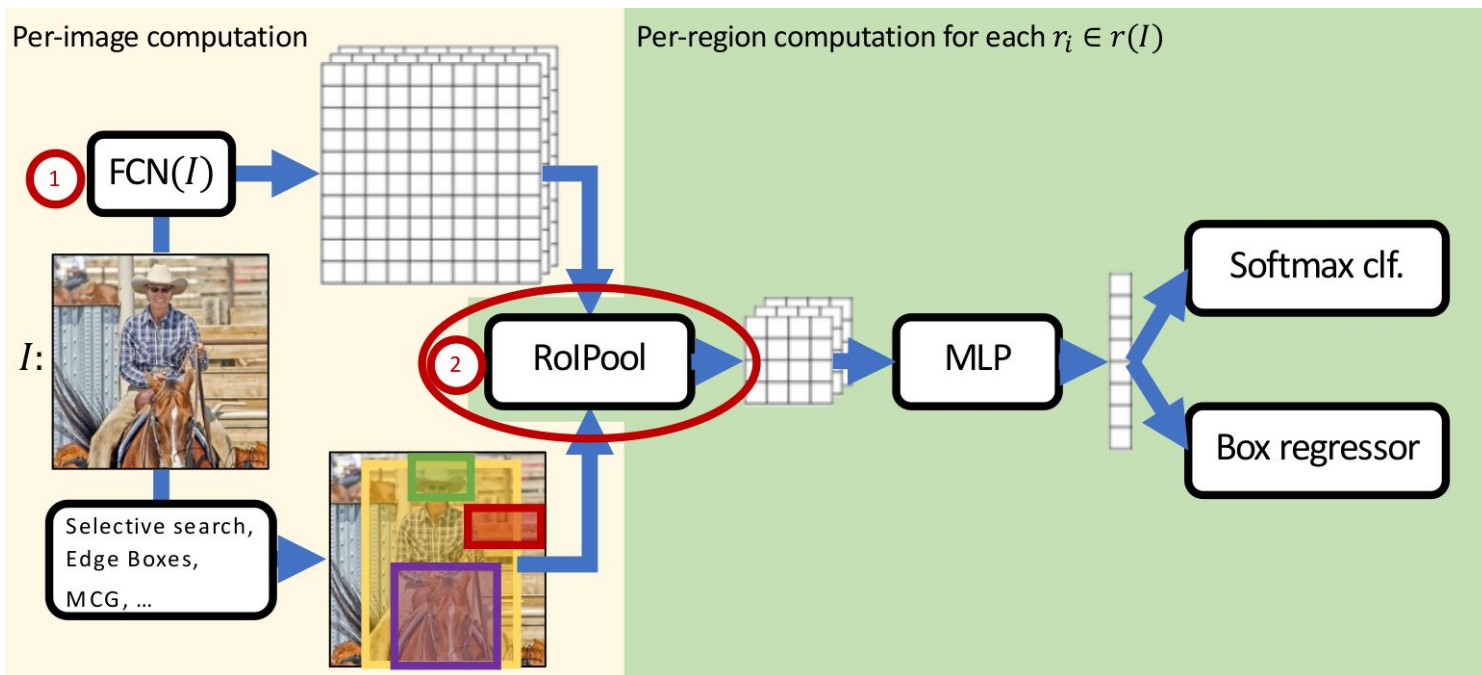 Per-image computation
Per-region computation for each r_i ∈ r(I)
1
FCN(I)
I:
Softmax clf.
2
RoIPool
MLP
Box regressor
Selective search,
Edge Boxes,
MCG, ...